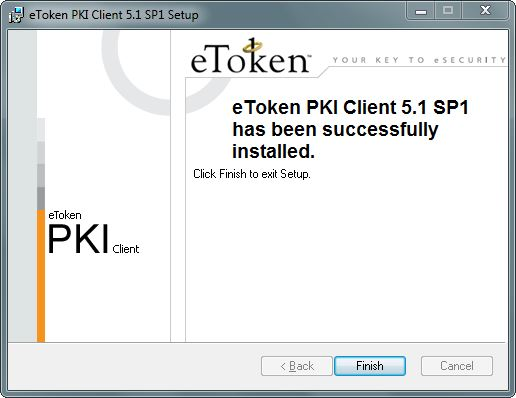 eToken PKI Client 5.1 SP1 Setup
eToken™
YOUR KEY TO eSECURITY
eToken PKI Client 5.1 SP1
has been successfully
installed.
Click Finish to exit Setup.
eToken
PKI Client
< Back
Finish
Cancel